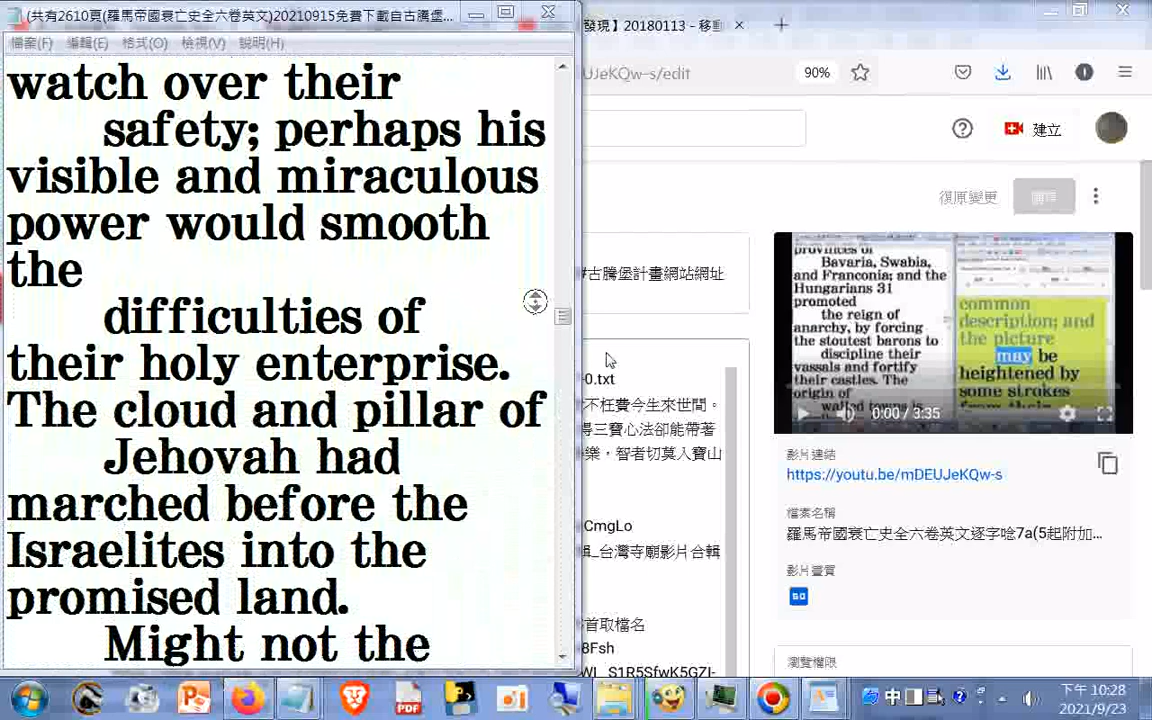 (共有2610頁(羅馬帝國衰亡史全六卷英文)20210915免費下載自古騰堡...
檔案(F) 編輯(E) 格式(O) 檢視(V) 說明(H)
watch over their
safety; perhaps his
visible and miraculous
power would smooth
the
difficulties of
their holy enterprise.
The cloud and pillar of
Jehovah had
marched before the
Israelites into the
promised land.
Might not the
發現】20180113 - 移動
JeKQw-s/edit
90%
建立
復原變更
#古騰堡計畫網站網址
Bavaria, Swabia,
and Franconia; and the
Hungarians 31
promoted
the reign of
anarchy, by forcing
the stoutest barons to
discipline their
vassals and fortify
their castles. The
origin of
walled towns is
common
description; and
the picture
may be
heightened by
some strokes
0:00 / 3:35
-0.txt
不枉費今生來世間。
得三寶心法卻能帶著
樂，智者切莫入寶山
CmgLo
輯_台灣寺廟影片合輯
首取檔名
8Fsh
WI_S1R5SfwK5GZI-
影片連結
https://youtu.be/mDEUJeKQw-s
檔案名稱
羅馬帝國衰亡史全六卷英文逐字唸7a(5起附加...
影片畫質
SD
瀏覽權限
中
下午 10:28
2021/9/23